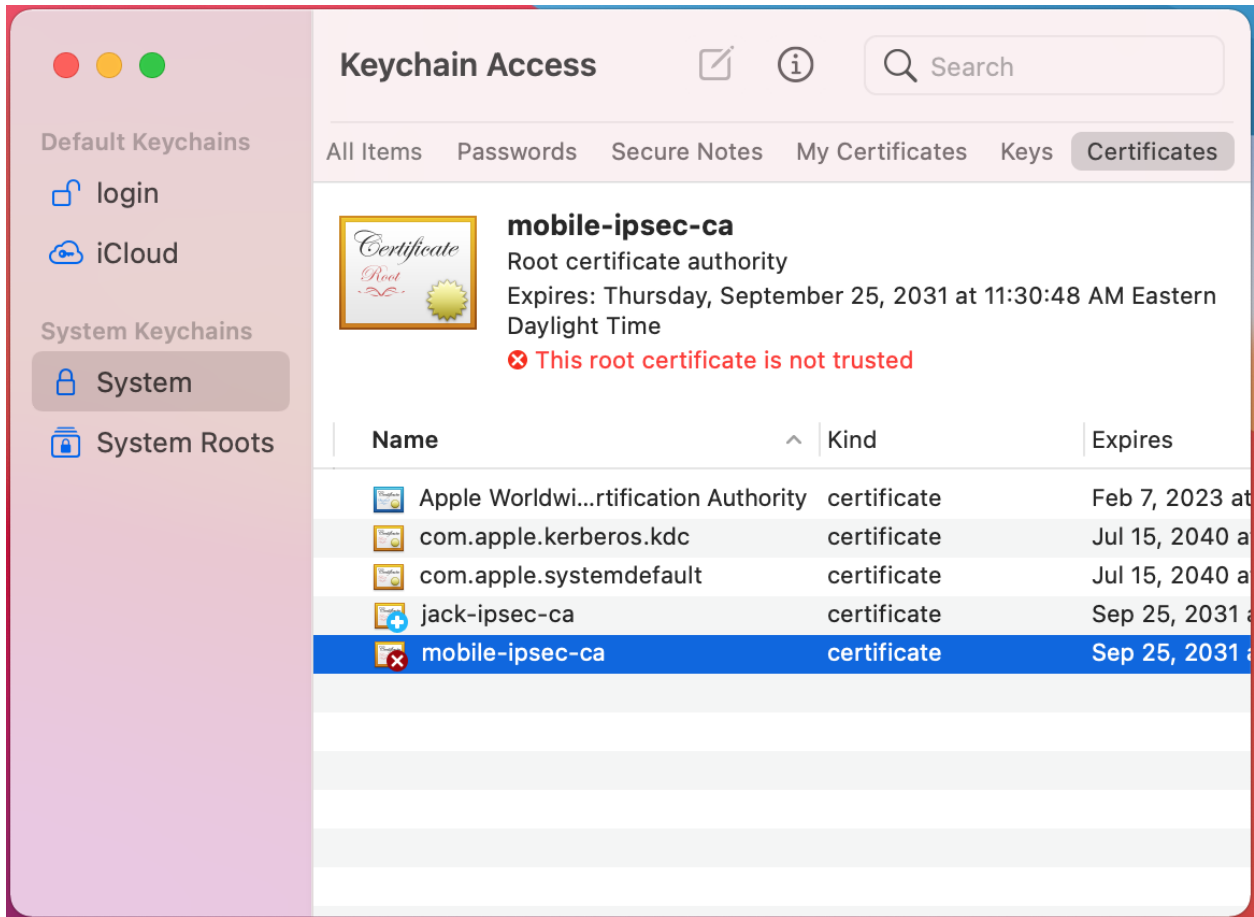 Keychain Access
Search
Default Keychains
login
iCloud
System Keychains
System
System Roots
All Items Passwords Secure Notes My Certificates Keys Certificates
Certificate
Root
mobile-ipsec-ca
Root certificate authority
Expires: Thursday, September 25, 2031 at 11:30:48 AM Eastern
Daylight Time
This root certificate is not trusted
Name Kind Expires
Apple Worldwi...rtification Authority certificate Feb 7, 2023 at
com.apple.kerberos.kdc certificate Jul 15, 2040 a
com.apple.systemdefault certificate Jul 15, 2040 a
jack-ipsec-ca certificate Sep 25, 2031
mobile-ipsec-ca certificate Sep 25, 2031